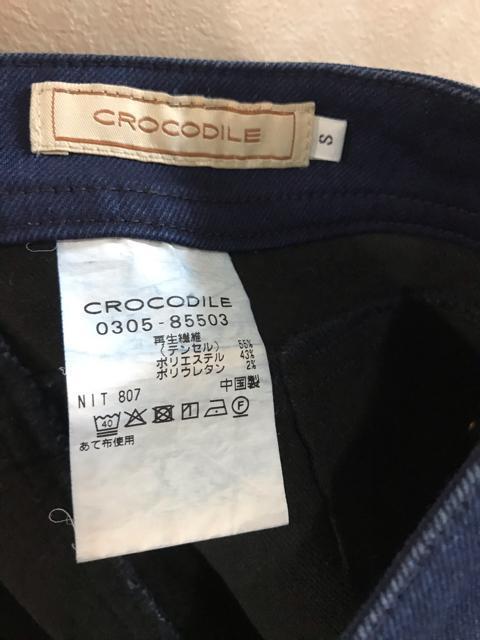 CROCODILE
S
CROCODILE
0305-85503
再生繊維
(テンセル) 55%
ポリエステル 43%
ポリウレタン 2%
NIT 807 中国製
40
あて布使用